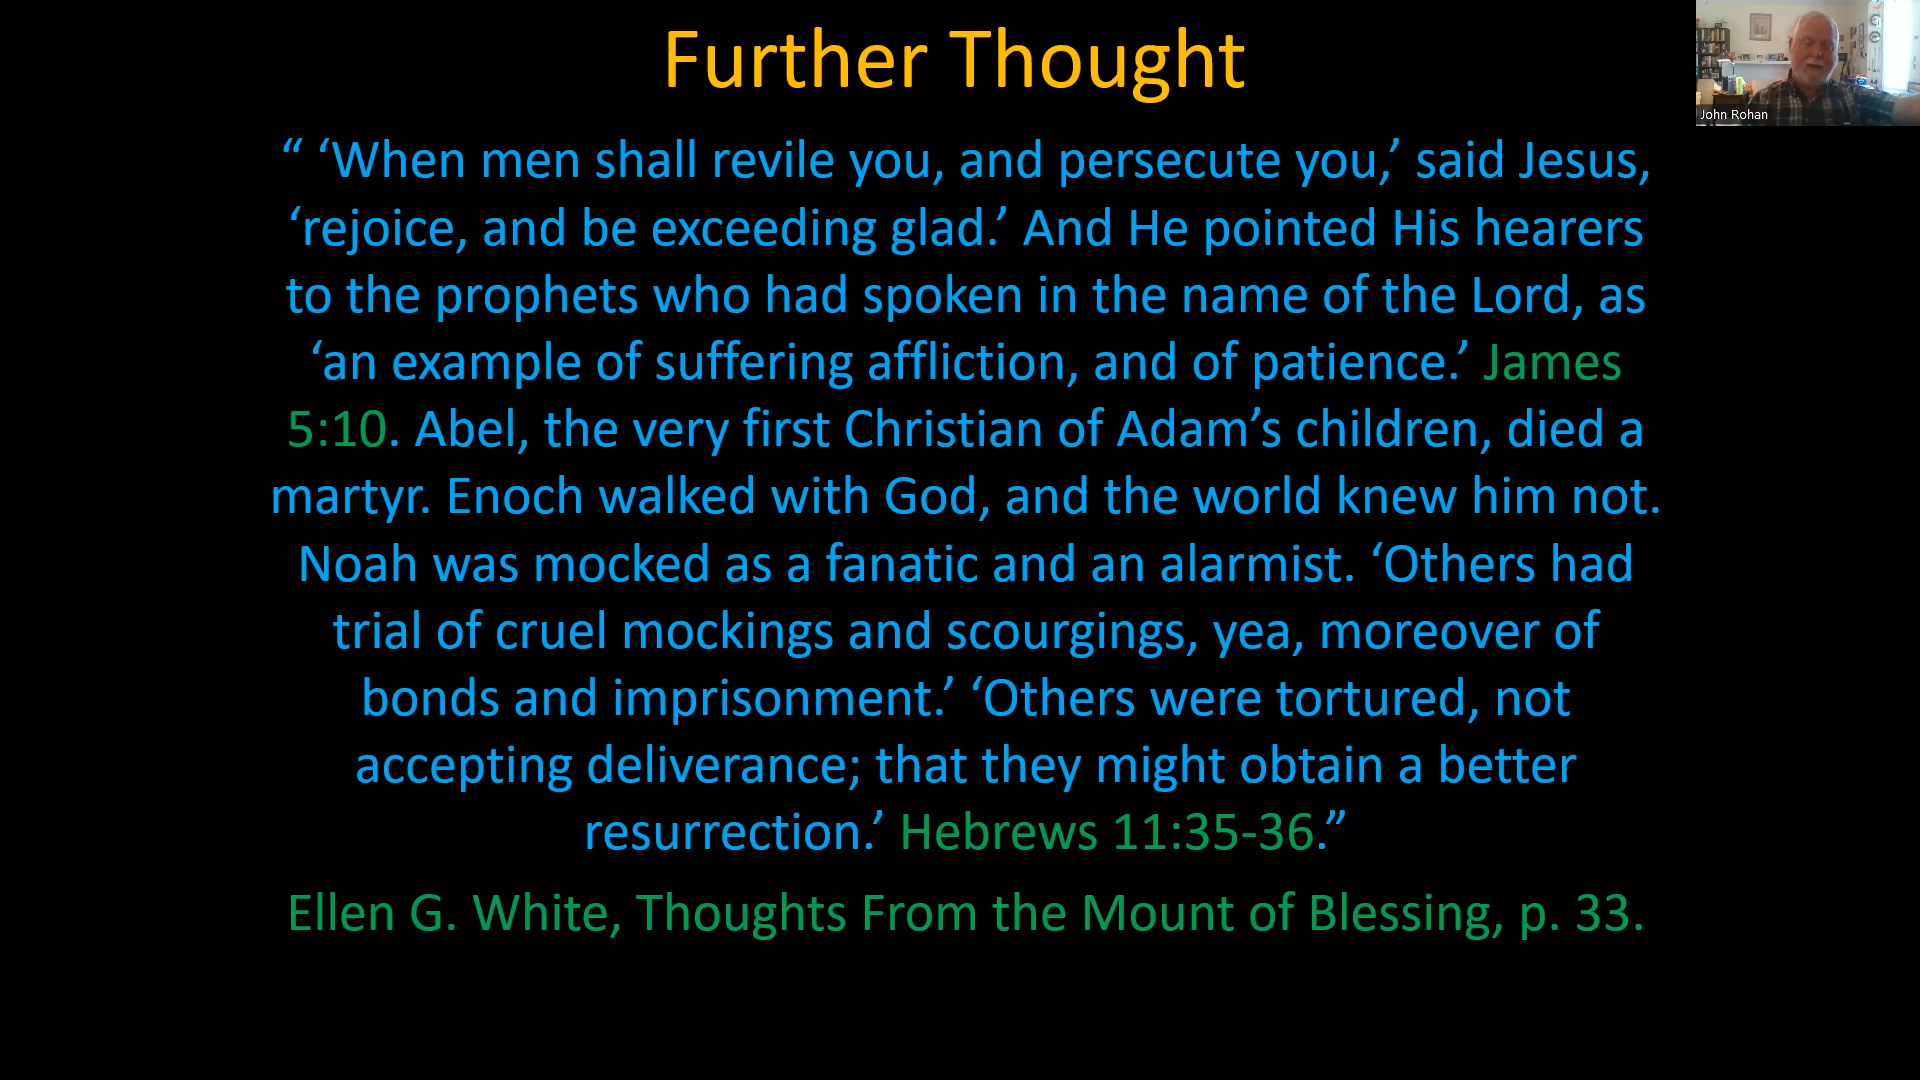 Further Thought
“ ‘When men shall revile you, and persecute you,’ said Jesus,
‘rejoice, and be exceeding glad.’ And He pointed His hearers
to the prophets who had spoken in the name of the Lord, as
‘an example of suffering affliction, and of patience.’ James
5:10. Abel, the very first Christian of Adam’s children, died a
martyr. Enoch walked with God, and the world knew him not.
Noah was mocked as a fanatic and an alarmist. ‘Others had
trial of cruel mockings and scourgings, yea, moreover of
bonds and imprisonment.’ ‘Others were tortured, not
accepting deliverance; that they might obtain a better
resurrection.’ Hebrews 11:35-36.”
Ellen G. White, Thoughts From the Mount of Blessing, p. 33.
John Rohan